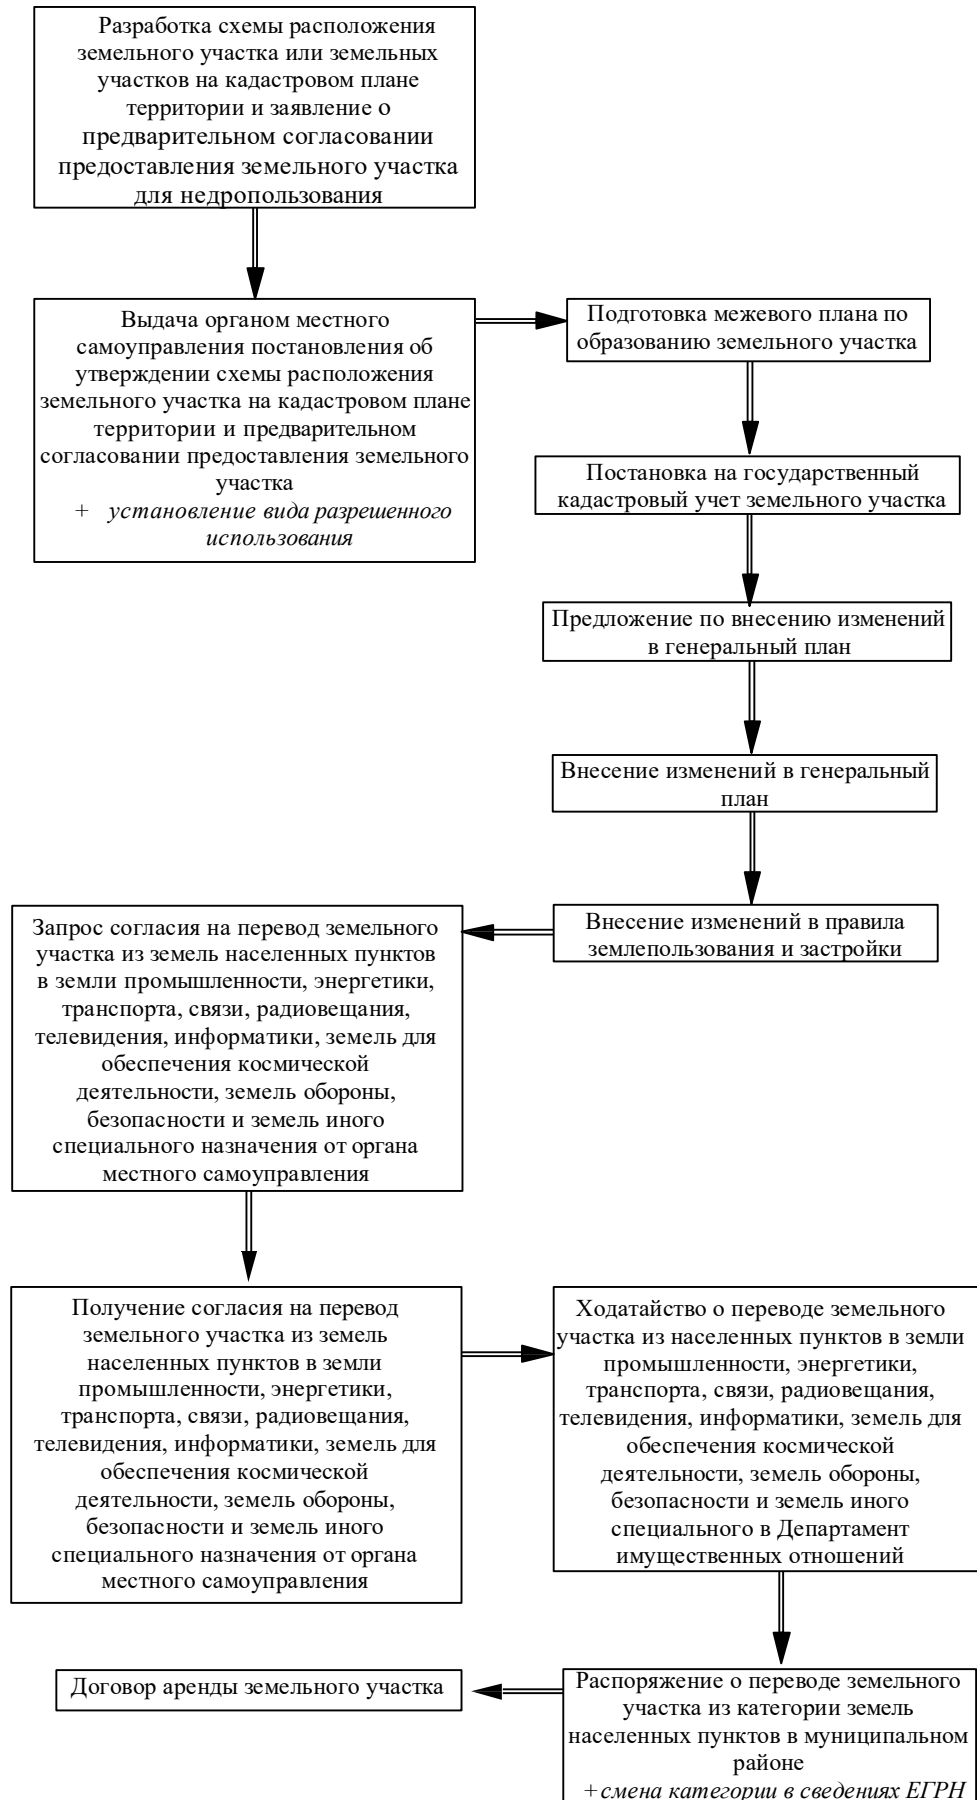 Разработка схемы расположения
земельного участка или земельных
участков на кадастровом плане
территории и заявление о
предварительном согласовании
предоставления земельного участка
для недропользования
Выдача органом местного
самоуправления постановления об
утверждении схемы расположения
земельного участка на кадастровом плане
территории и предварительном
согласовании предоставления земельного
участка
+ установление вида разрешенного
использования
Подготовка межевого плана по
образованию земельного участка
Постановка на государственный
кадастровый учет земельного участка
Предложение по внесению изменений
в генеральный план
Внесение изменений в генеральный
план
Внесение изменений в правила
землепользования и застройки
Запрос согласия на перевод земельного
участка из земель населенных пунктов
в земли промышленности, энергетики,
транспорта, связи, радиовещания,
телевидения, информатики, земель для
обеспечения космической
деятельности, земель обороны,
безопасности и земель иного
специального назначения от органа
местного самоуправления
Получение согласия на перевод
земельного участка из земель
населенных пунктов в земли
промышленности, энергетики,
транспорта, связи, радиовещания,
телевидения, информатики, земель для
обеспечения космической
деятельности, земель обороны,
безопасности и земель иного
специального назначения от органа
местного самоуправления
Ходатайство о переводе земельного
участка из населенных пунктов в земли
промышленности, энергетики,
транспорта, связи, радиовещания,
телевидения, информатики, земель для
обеспечения космической
деятельности, земель обороны,
безопасности и земель иного
специального в Департамент
имущественных отношений
Распоряжение о переводе земельного
участка из категории земель
населенных пунктов в муниципальном
районе
+смена категории в сведениях ЕГРН
Договор аренды земельного участка